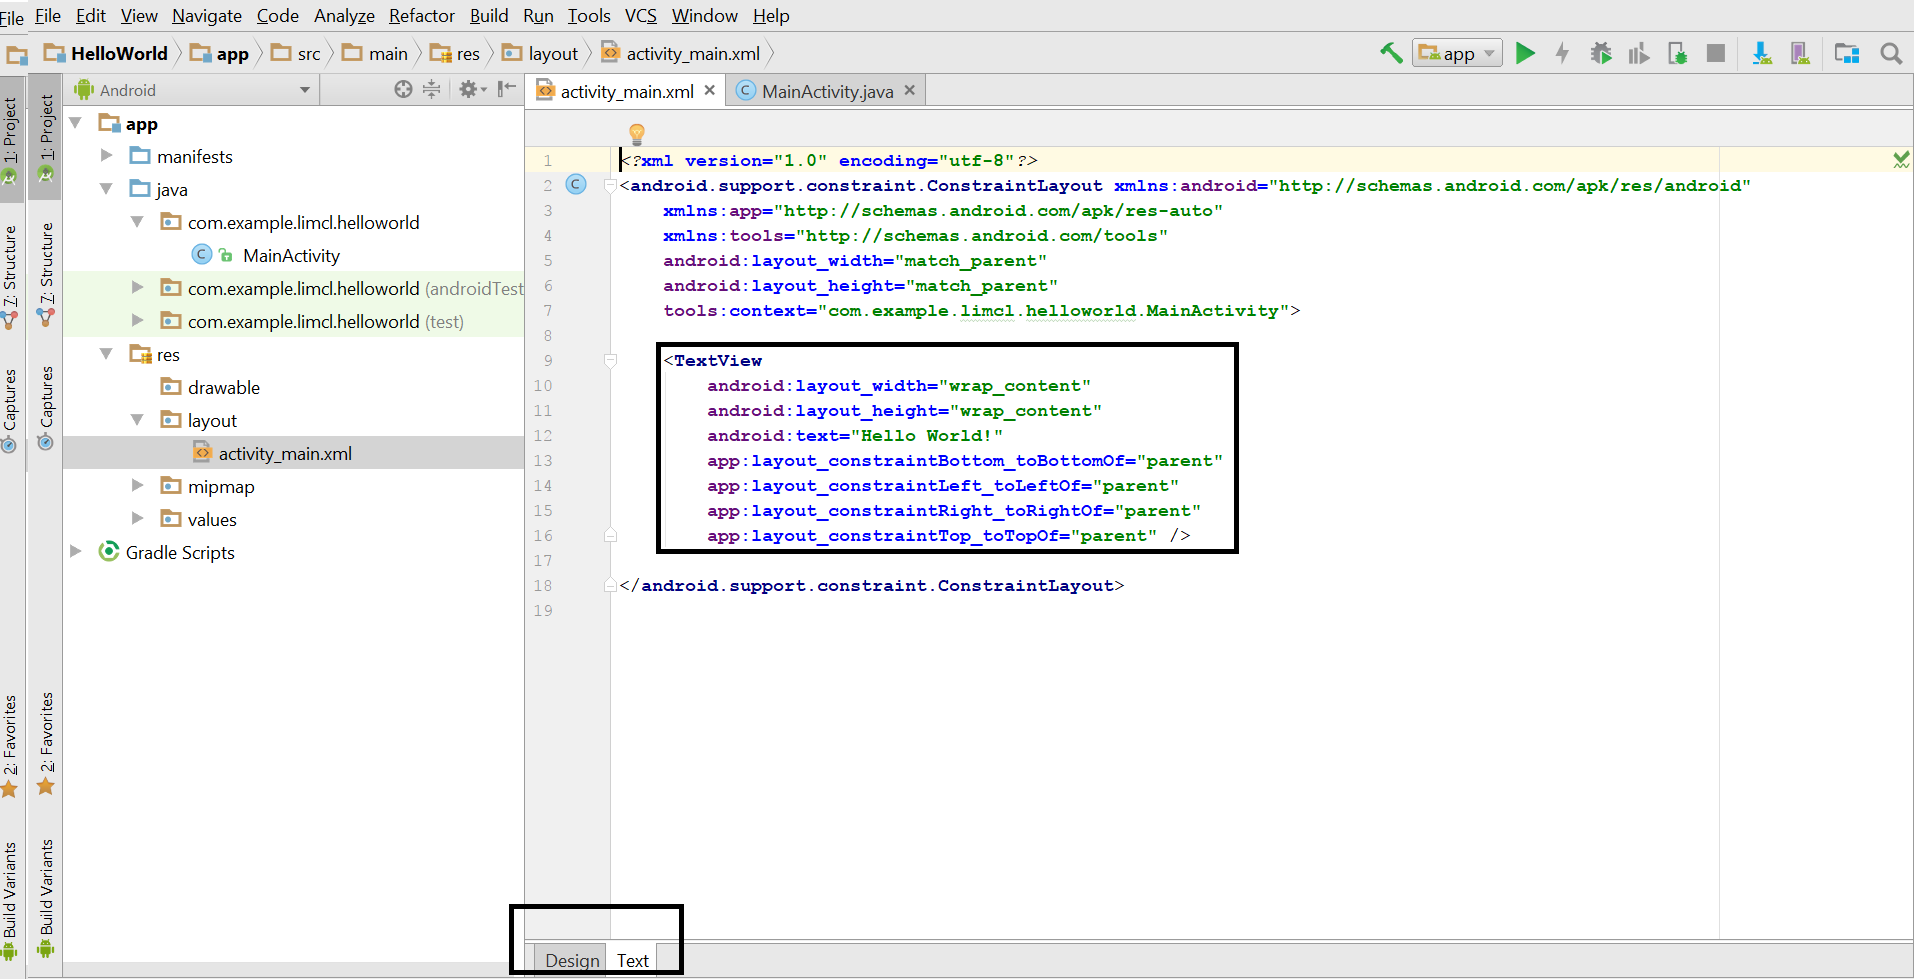 File
File Edit View Navigate Code Analyze Refactor Build Run Tools VCS Window Help
HelloWorld app src main res layout activity_main.xml
app
1: Project
7: Structure
Captures
2: Favorites
Build Variants
1: Project
7: Structure
Captures
2: Favorites
Build Variants
Android
app
manifests
java
com.example.limcl.helloworld
C MainActivity
com.example.limcl.helloworld (androidTest
com.example.limcl.helloworld (test)
res
drawable
layout
activity_main.xml
mipmap
values
Gradle Scripts
activity_main.xml
C MainActivity.java
1 <?xml version="1.0" encoding="utf-8"?>
2 C <android.support.constraint.ConstraintLayout xmlns:android="http://schemas.android.com/apk/res/android"
3 xmlns:app="http://schemas.android.com/apk/res-auto"
4 xmlns:tools="http://schemas.android.com/tools"
5 android:layout_width="match_parent"
6 android:layout_height="match_parent"
7 tools:context="com.example.limcl.helloworld.MainActivity">
8
9 <TextView
10 android:layout_width="wrap_content"
11 android:layout_height="wrap_content"
12 android:text="Hello World!"
13 app:layout_constraintBottom_toBottomOf="parent"
14 app:layout_constraintLeft_toLeftOf="parent"
15 app:layout_constraintRight_toRightOf="parent"
16 app:layout_constraintTop_toTopOf="parent" />
17
18 </android.support.constraint.ConstraintLayout>
19
Design Text